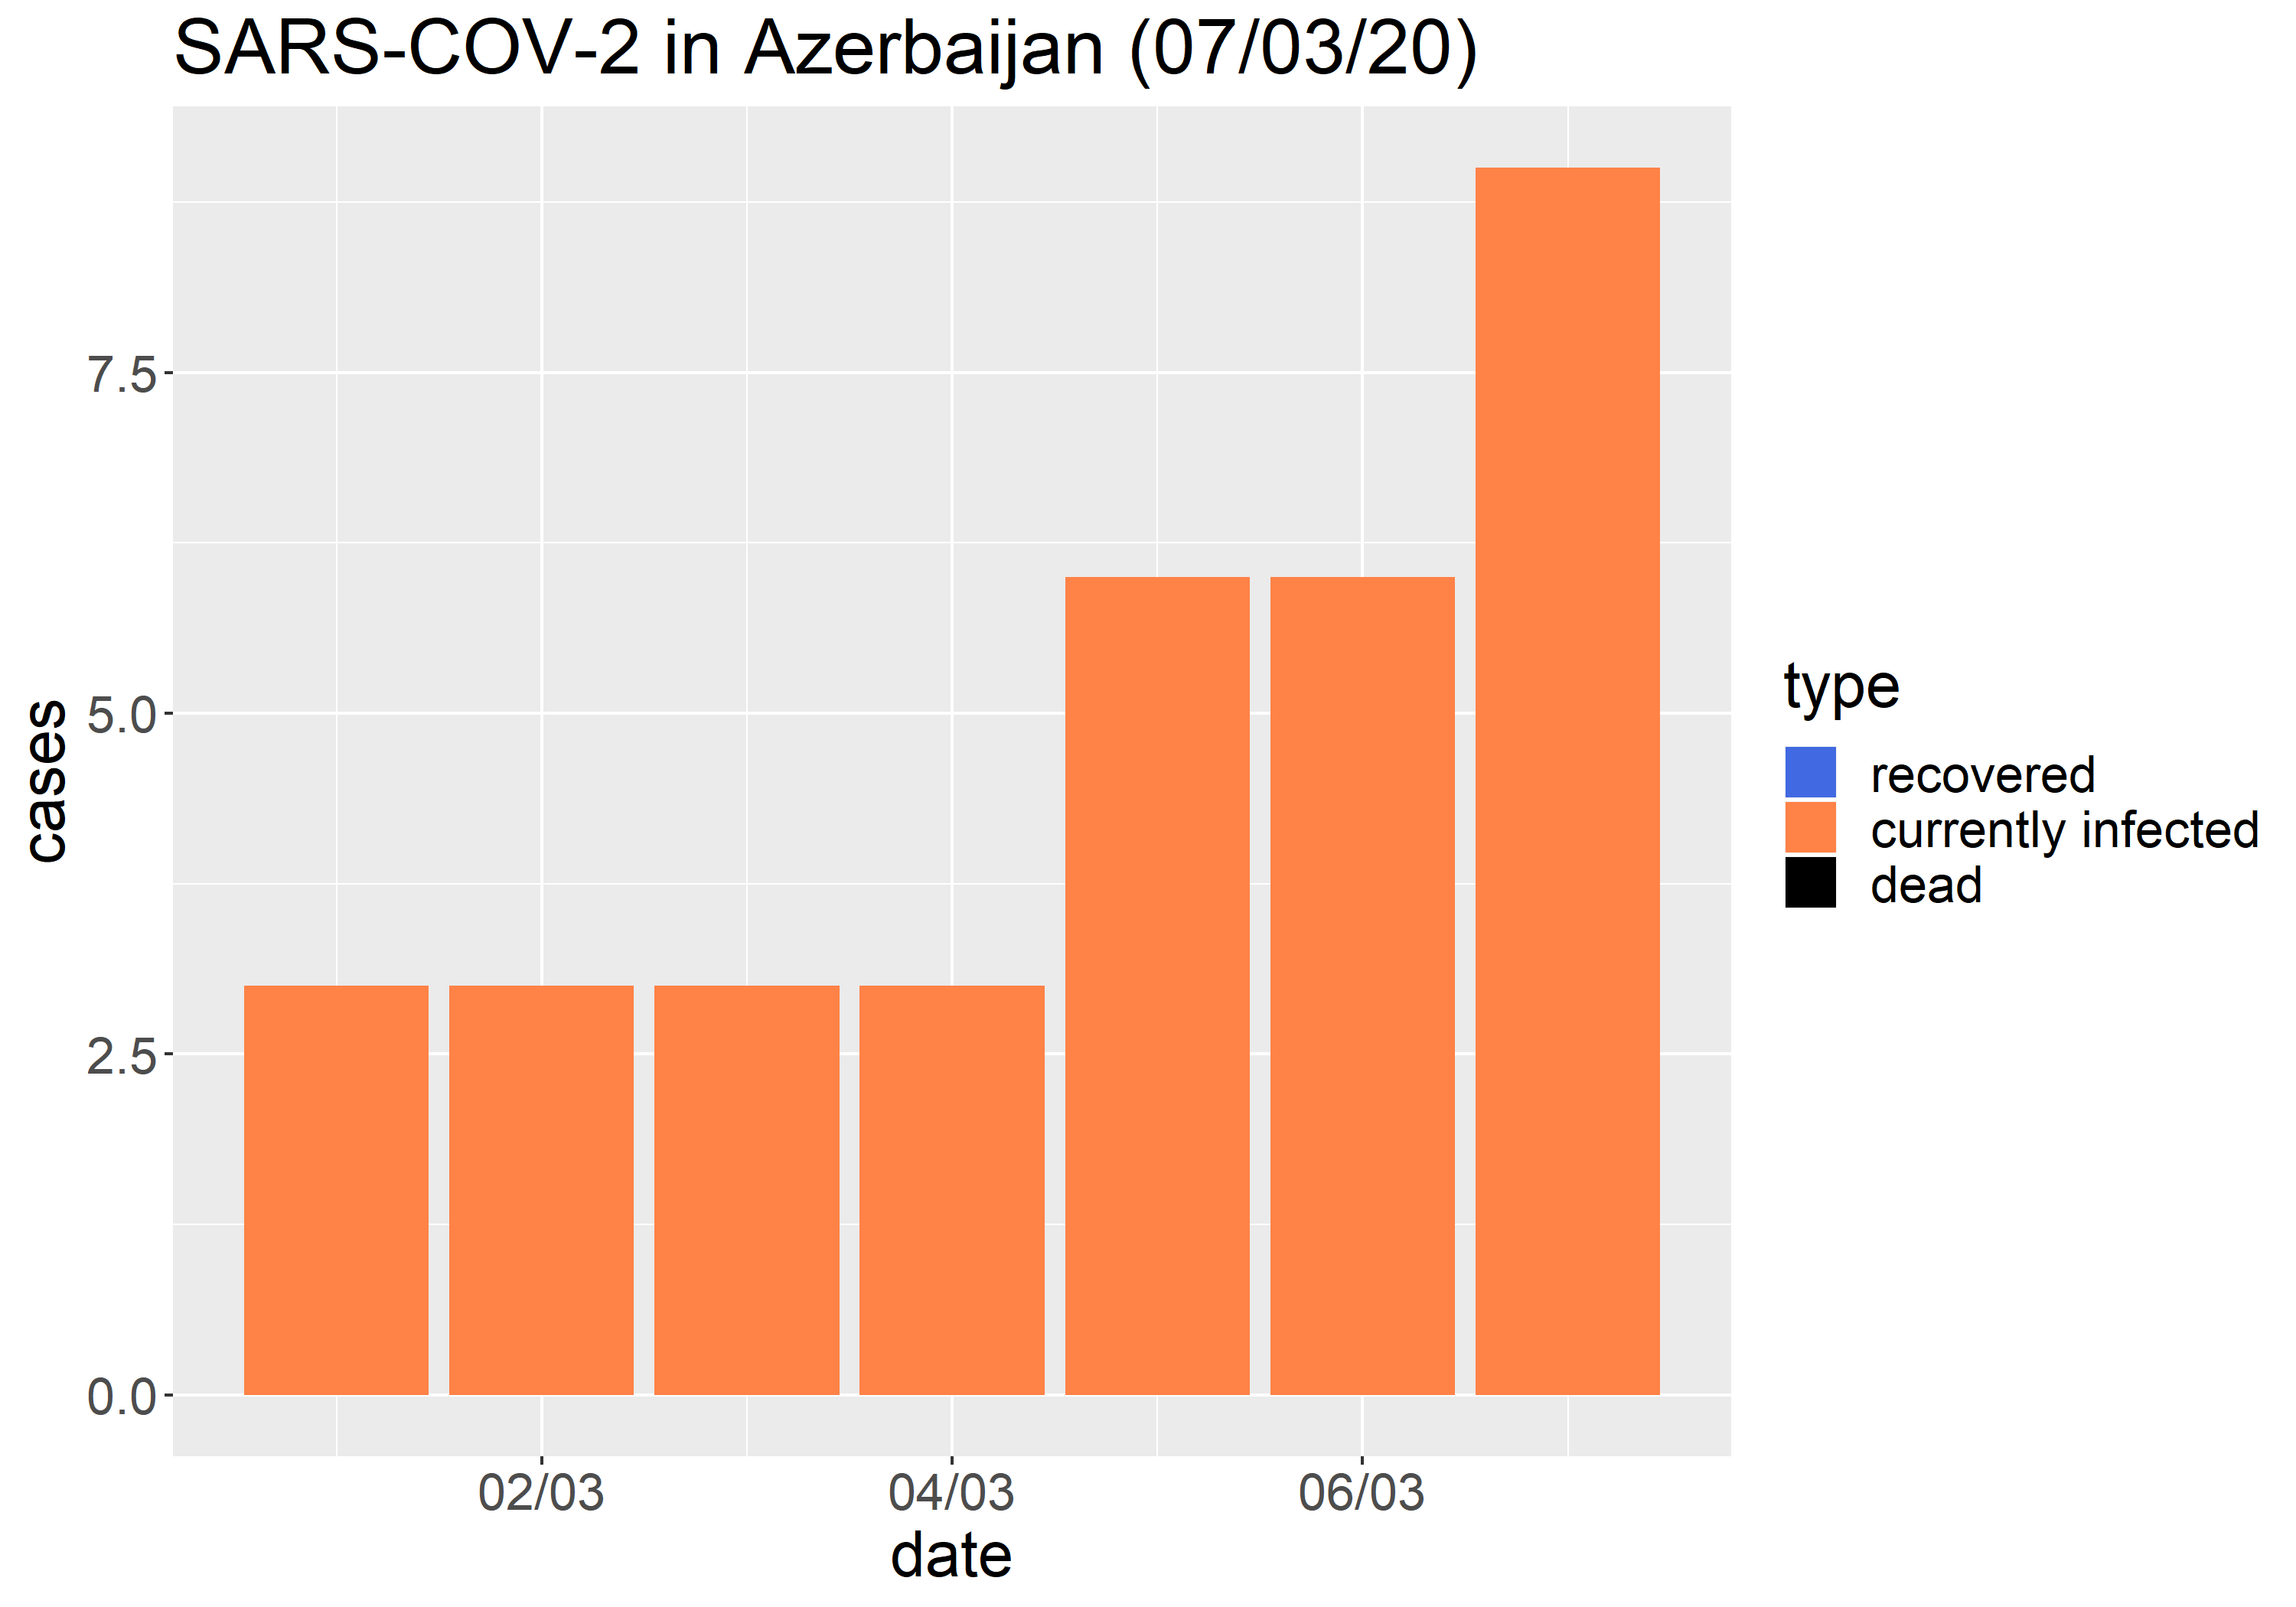 SARS-COV-2 in Azerbaijan (07/03/20)
7.5
5.0
2.5
0.0
cases
02/03 04/03 06/03
date
type
recovered
currently infected
dead